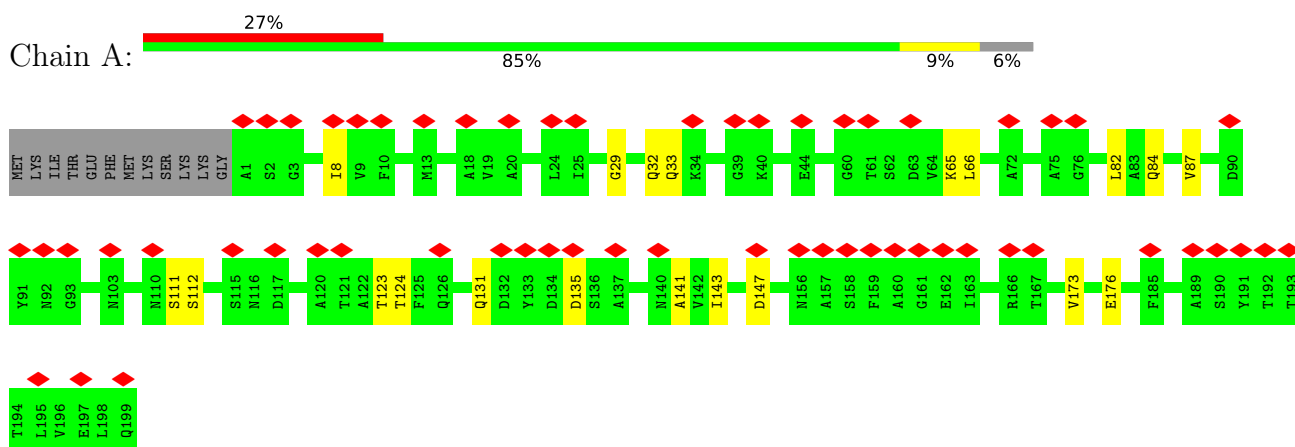 27%
Chain A:
85% 9% 6%
MET LYS ILE THR GLU PHE MET LYS SER LYS LYS GLY A1 S2 G3 I8 V9 F10 M13 A18 V19 A20 L24 I25 G29 Q32 Q33 K34 G39 K40 E44 G60 T61 S62 D63 V64 K65 L66 A72 A75 G76 L82 A83 Q84 V87 D90
Y91 N92 G93 N103 N110 S111 S112 S115 N116 D117 A120 T121 A122 T123 T124 F125 Q126 Q131 D132 Y133 D134 D135 S136 A137 N140 A141 V142 I143 D147 N156 A157 S158 F159 A160 G161 E162 I163 R166 T167 V173 E176 F185 A189 S190 Y191 T192 T193
T194 L195 V196 E197 L198 Q199